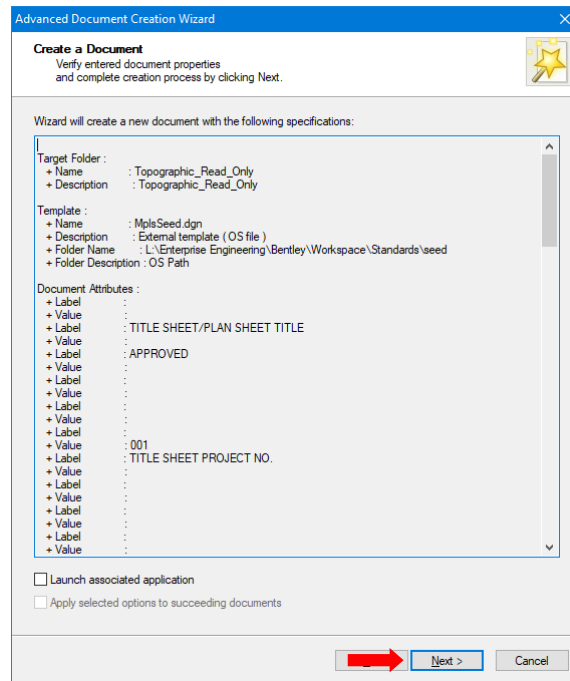 Advanced Document Creation Wizard
Create a Document
Verify entered document properties
and complete creation process by clicking Next.
Wizard will create a new document with the following specifications:
Target Folder :
+ Name : Topographic_Read_Only
+ Description : Topographic_Read_Only
Template :
+ Name : MplsSeed.dgn
+ Description : External template ( OS file )
+ Folder Name : L:\Enterprise Engineering\Bentley\Workspace\Standards\seed
+ Folder Description : OS Path
Document Attributes :
+ Label :
+ Value :
+ Label : TITLE SHEET/PLAN SHEET TITLE
+ Value :
+ Label : APPROVED
+ Value :
+ Label :
+ Value :
+ Label :
+ Value :
+ Label :
+ Value : 001
+ Label : TITLE SHEET PROJECT NO.
+ Value :
+ Label :
+ Value :
+ Label :
+ Value :
+ Label :
+ Value :
Launch associated application
Apply selected options to succeeding documents
Next >
Cancel